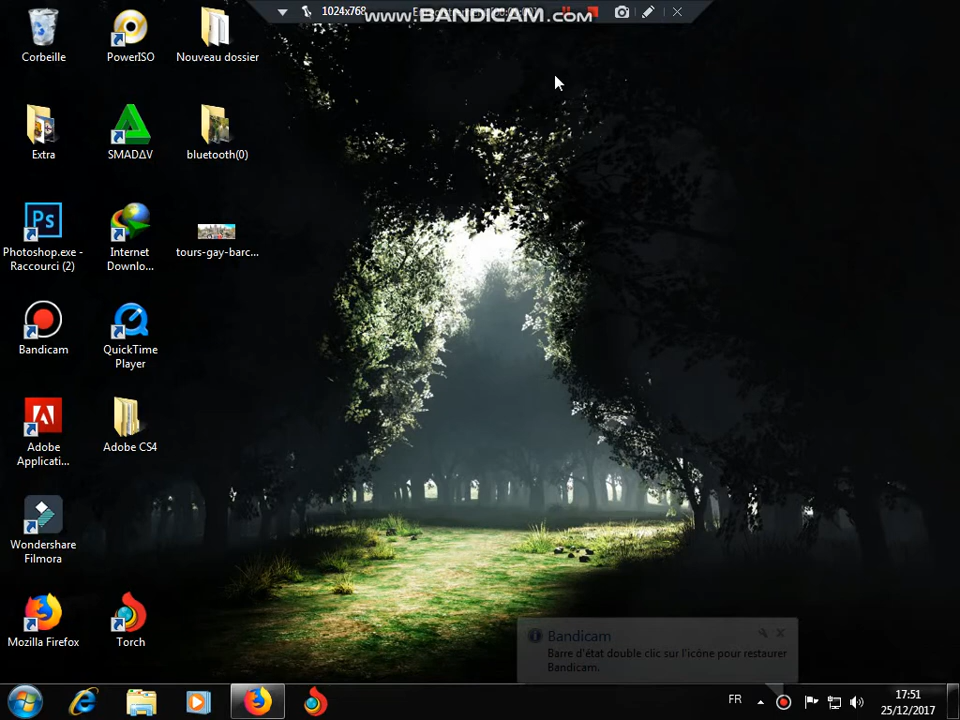 1024x768
www.BANDICAM.com
Corbeille
PowerISO
Nouveau dossier
Extra
SMADΔV
bluetooth(0)
Ps
Photoshop.exe -
Raccourci (2)
Internet
Downlo...
tours-gay-barc...
Bandicam
QuickTime
Player
Adobe
Applicati...
Adobe CS4
Wondershare
Filmora
Mozilla Firefox
Torch
Bandicam
Barre d'état double clic sur l'icône pour restaurer
Bandicam.
FR
17:51
25/12/2017